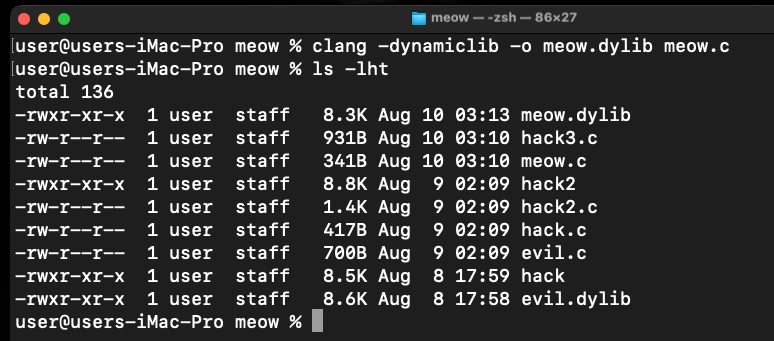 meow — -zsh — 86×27
[user@users-iMac-Pro meow % clang -dynamiclib -o meow.dylib meow.c
[user@users-iMac-Pro meow % ls -lht
total 136
-rwxr-xr-x  1 user  staff   8.3K Aug 10 03:13 meow.dylib
-rw-r--r--  1 user  staff   931B Aug 10 03:10 hack3.c
-rw-r--r--  1 user  staff   341B Aug 10 03:10 meow.c
-rwxr-xr-x  1 user  staff   8.8K Aug  9 02:09 hack2
-rw-r--r--  1 user  staff   1.4K Aug  9 02:09 hack2.c
-rw-r--r--  1 user  staff   417B Aug  9 02:09 hack.c
-rw-r--r--  1 user  staff   700B Aug  9 02:09 evil.c
-rwxr-xr-x  1 user  staff   8.5K Aug  8 17:59 hack
-rwxr-xr-x  1 user  staff   8.6K Aug  8 17:58 evil.dylib
user@users-iMac-Pro meow %